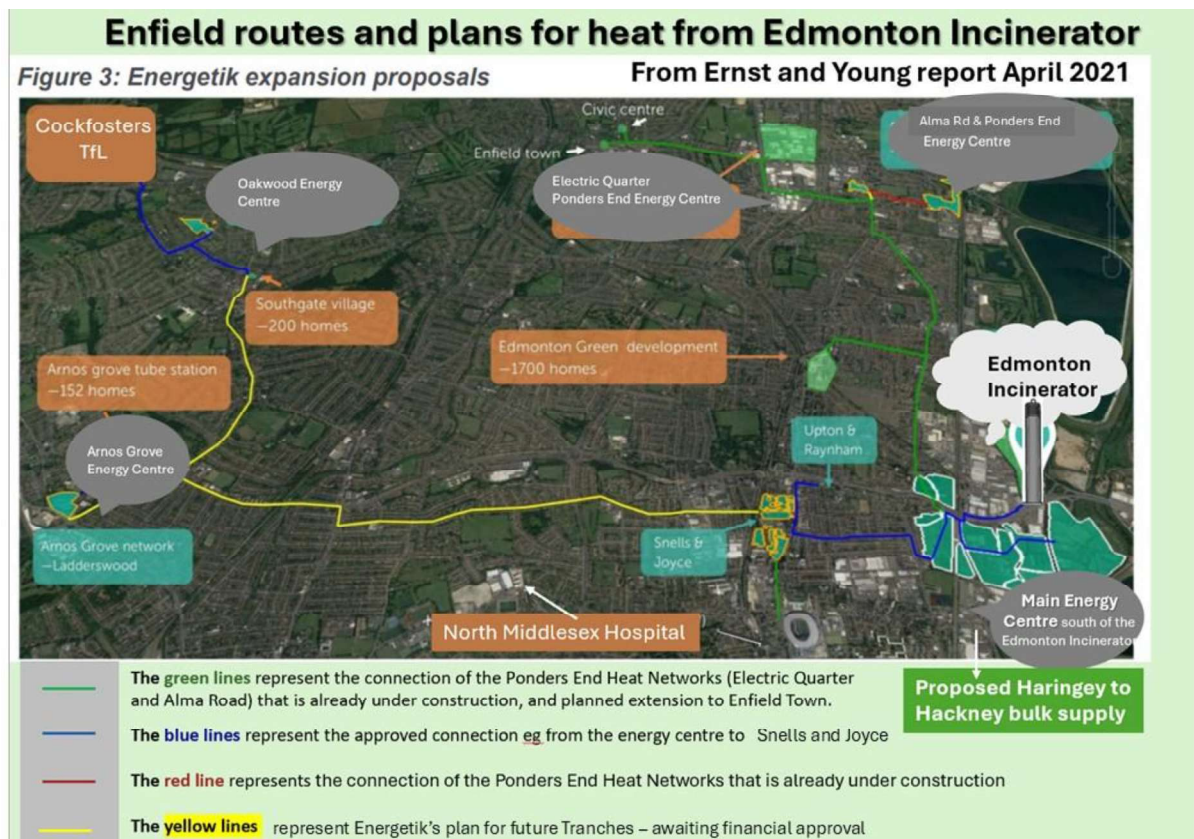 Enfield routes and plans for heat from Edmonton Incinerator
Figure 3: Energetik expansion proposals
From Ernst and Young report April 2021
Cockfosters
TfL
Civic centre
Enfield town
Alma Rd & Ponders End
Energy Centre
Oakwood Energy
Centre
Electric Quarter
Ponders End Energy Centre
Southgate village
—200 homes
Edmonton Green development
—1700 homes
Edmonton
Incinerator
Arnos grove tube station
—152 homes
Arnos Grove
Energy Centre
Upton &
Raynham
Arnos Grove network
—Ladderswood
Snells &
Joyce
North Middlesex Hospital
Main Energy
Centre south of the
Edmonton Incinerator
Proposed Haringey to
Hackney bulk supply
The green lines represent the connection of the Ponders End Heat Networks (Electric Quarter
and Alma Road) that is already under construction, and planned extension to Enfield Town.
The blue lines represent the approved connection eg from the energy centre to Snells and Joyce
The red line represents the connection of the Ponders End Heat Networks that is already under construction
The yellow lines represent Energetik's plan for future Tranches – awaiting financial approval